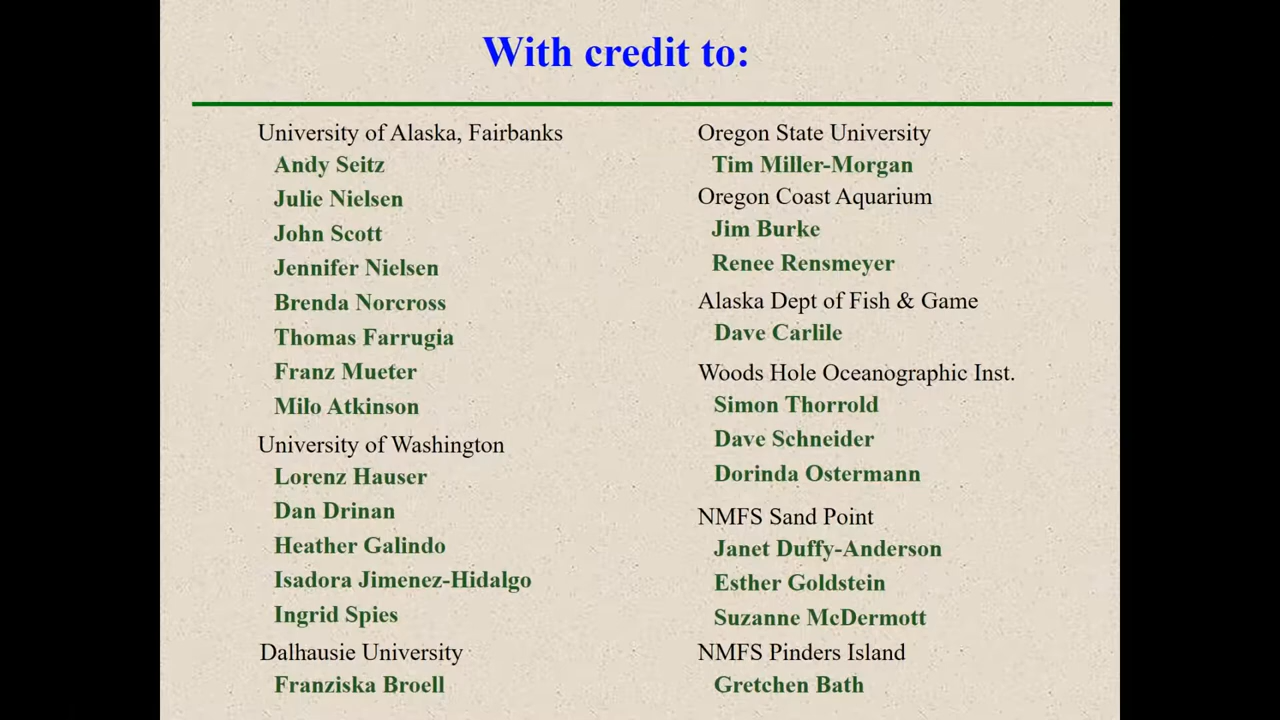 With credit to:
University of Alaska, Fairbanks
Andy Seitz
Julie Nielsen
John Scott
Jennifer Nielsen
Brenda Norcross
Thomas Farrugia
Franz Mueter
Milo Atkinson
University of Washington
Lorenz Hauser
Dan Drinan
Heather Galindo
Isadora Jimenez-Hidalgo
Ingrid Spies
Dalhausie University
Franziska Broell
Oregon State University
Tim Miller-Morgan
Oregon Coast Aquarium
Jim Burke
Renee Rensmeyer
Alaska Dept of Fish & Game
Dave Carlile
Woods Hole Oceanographic Inst.
Simon Thorrold
Dave Schneider
Dorinda Ostermann
NMFS Sand Point
Janet Duffy-Anderson
Esther Goldstein
Suzanne McDermott
NMFS Pinders Island
Gretchen Bath